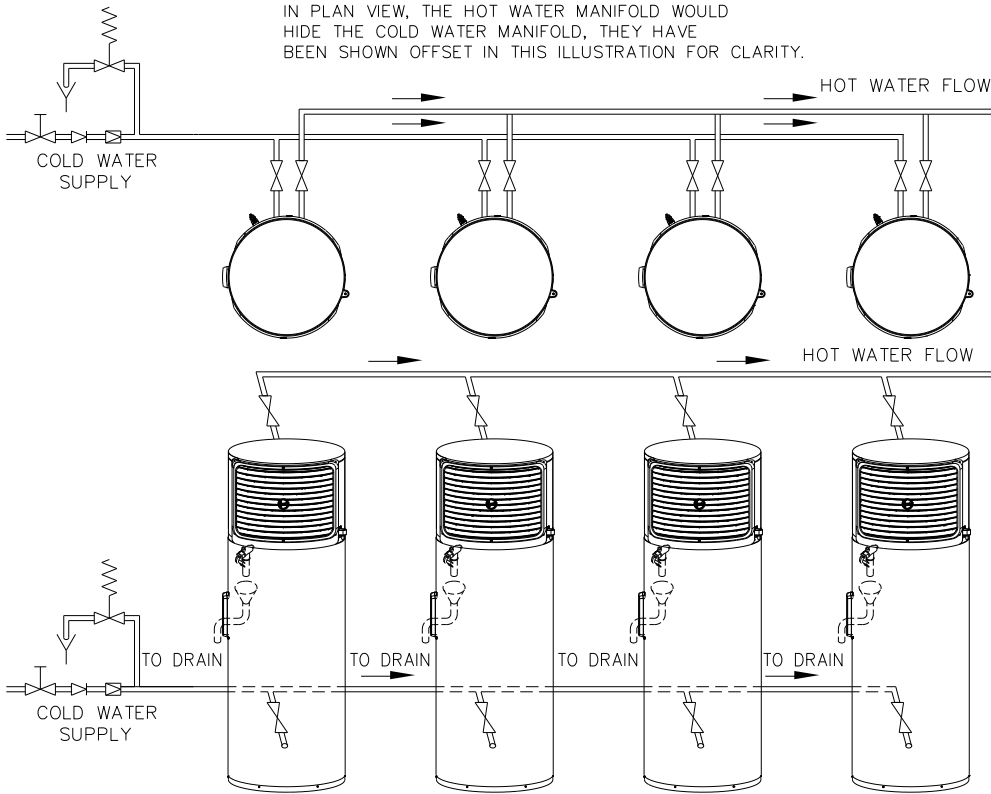 IN PLAN VIEW, THE HOT WATER MANIFOLD WOULD
HIDE THE COLD WATER MANIFOLD, THEY HAVE
BEEN SHOWN OFFSET IN THIS ILLUSTRATION FOR CLARITY.
HOT WATER FLOW
COLD WATER
SUPPLY
HOT WATER FLOW
TO DRAIN
TO DRAIN
TO DRAIN
TO DRAIN
COLD WATER
SUPPLY